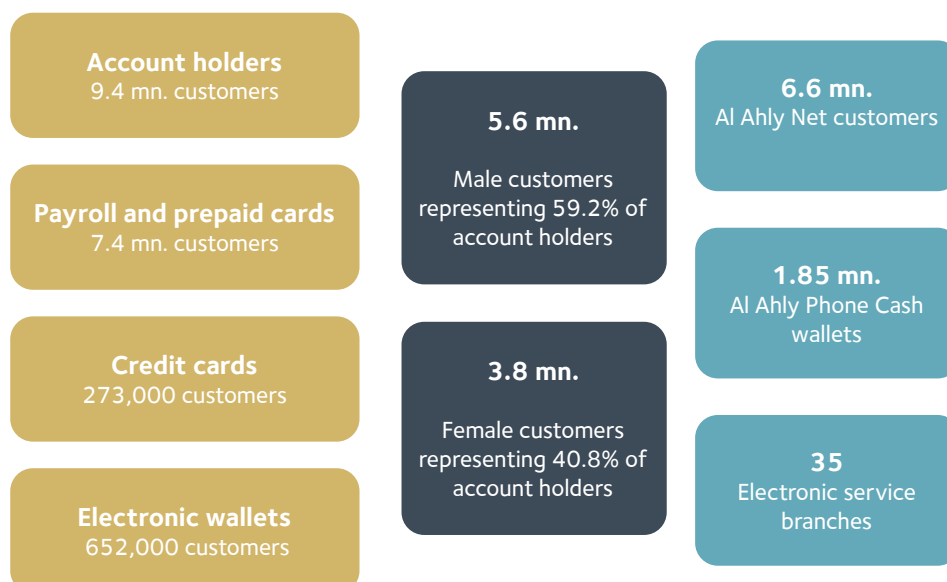 Account holders
9.4 mn. customers
Payroll and prepaid cards
7.4 mn. customers
Credit cards
273,000 customers
Electronic wallets
652,000 customers
5.6 mn.
Male customers
representing 59.2% of
account holders
3.8 mn.
Female customers
representing 40.8% of
account holders
6.6 mn.
Al Ahly Net customers
1.85 mn.
Al Ahly Phone Cash
wallets
35
Electronic service
branches